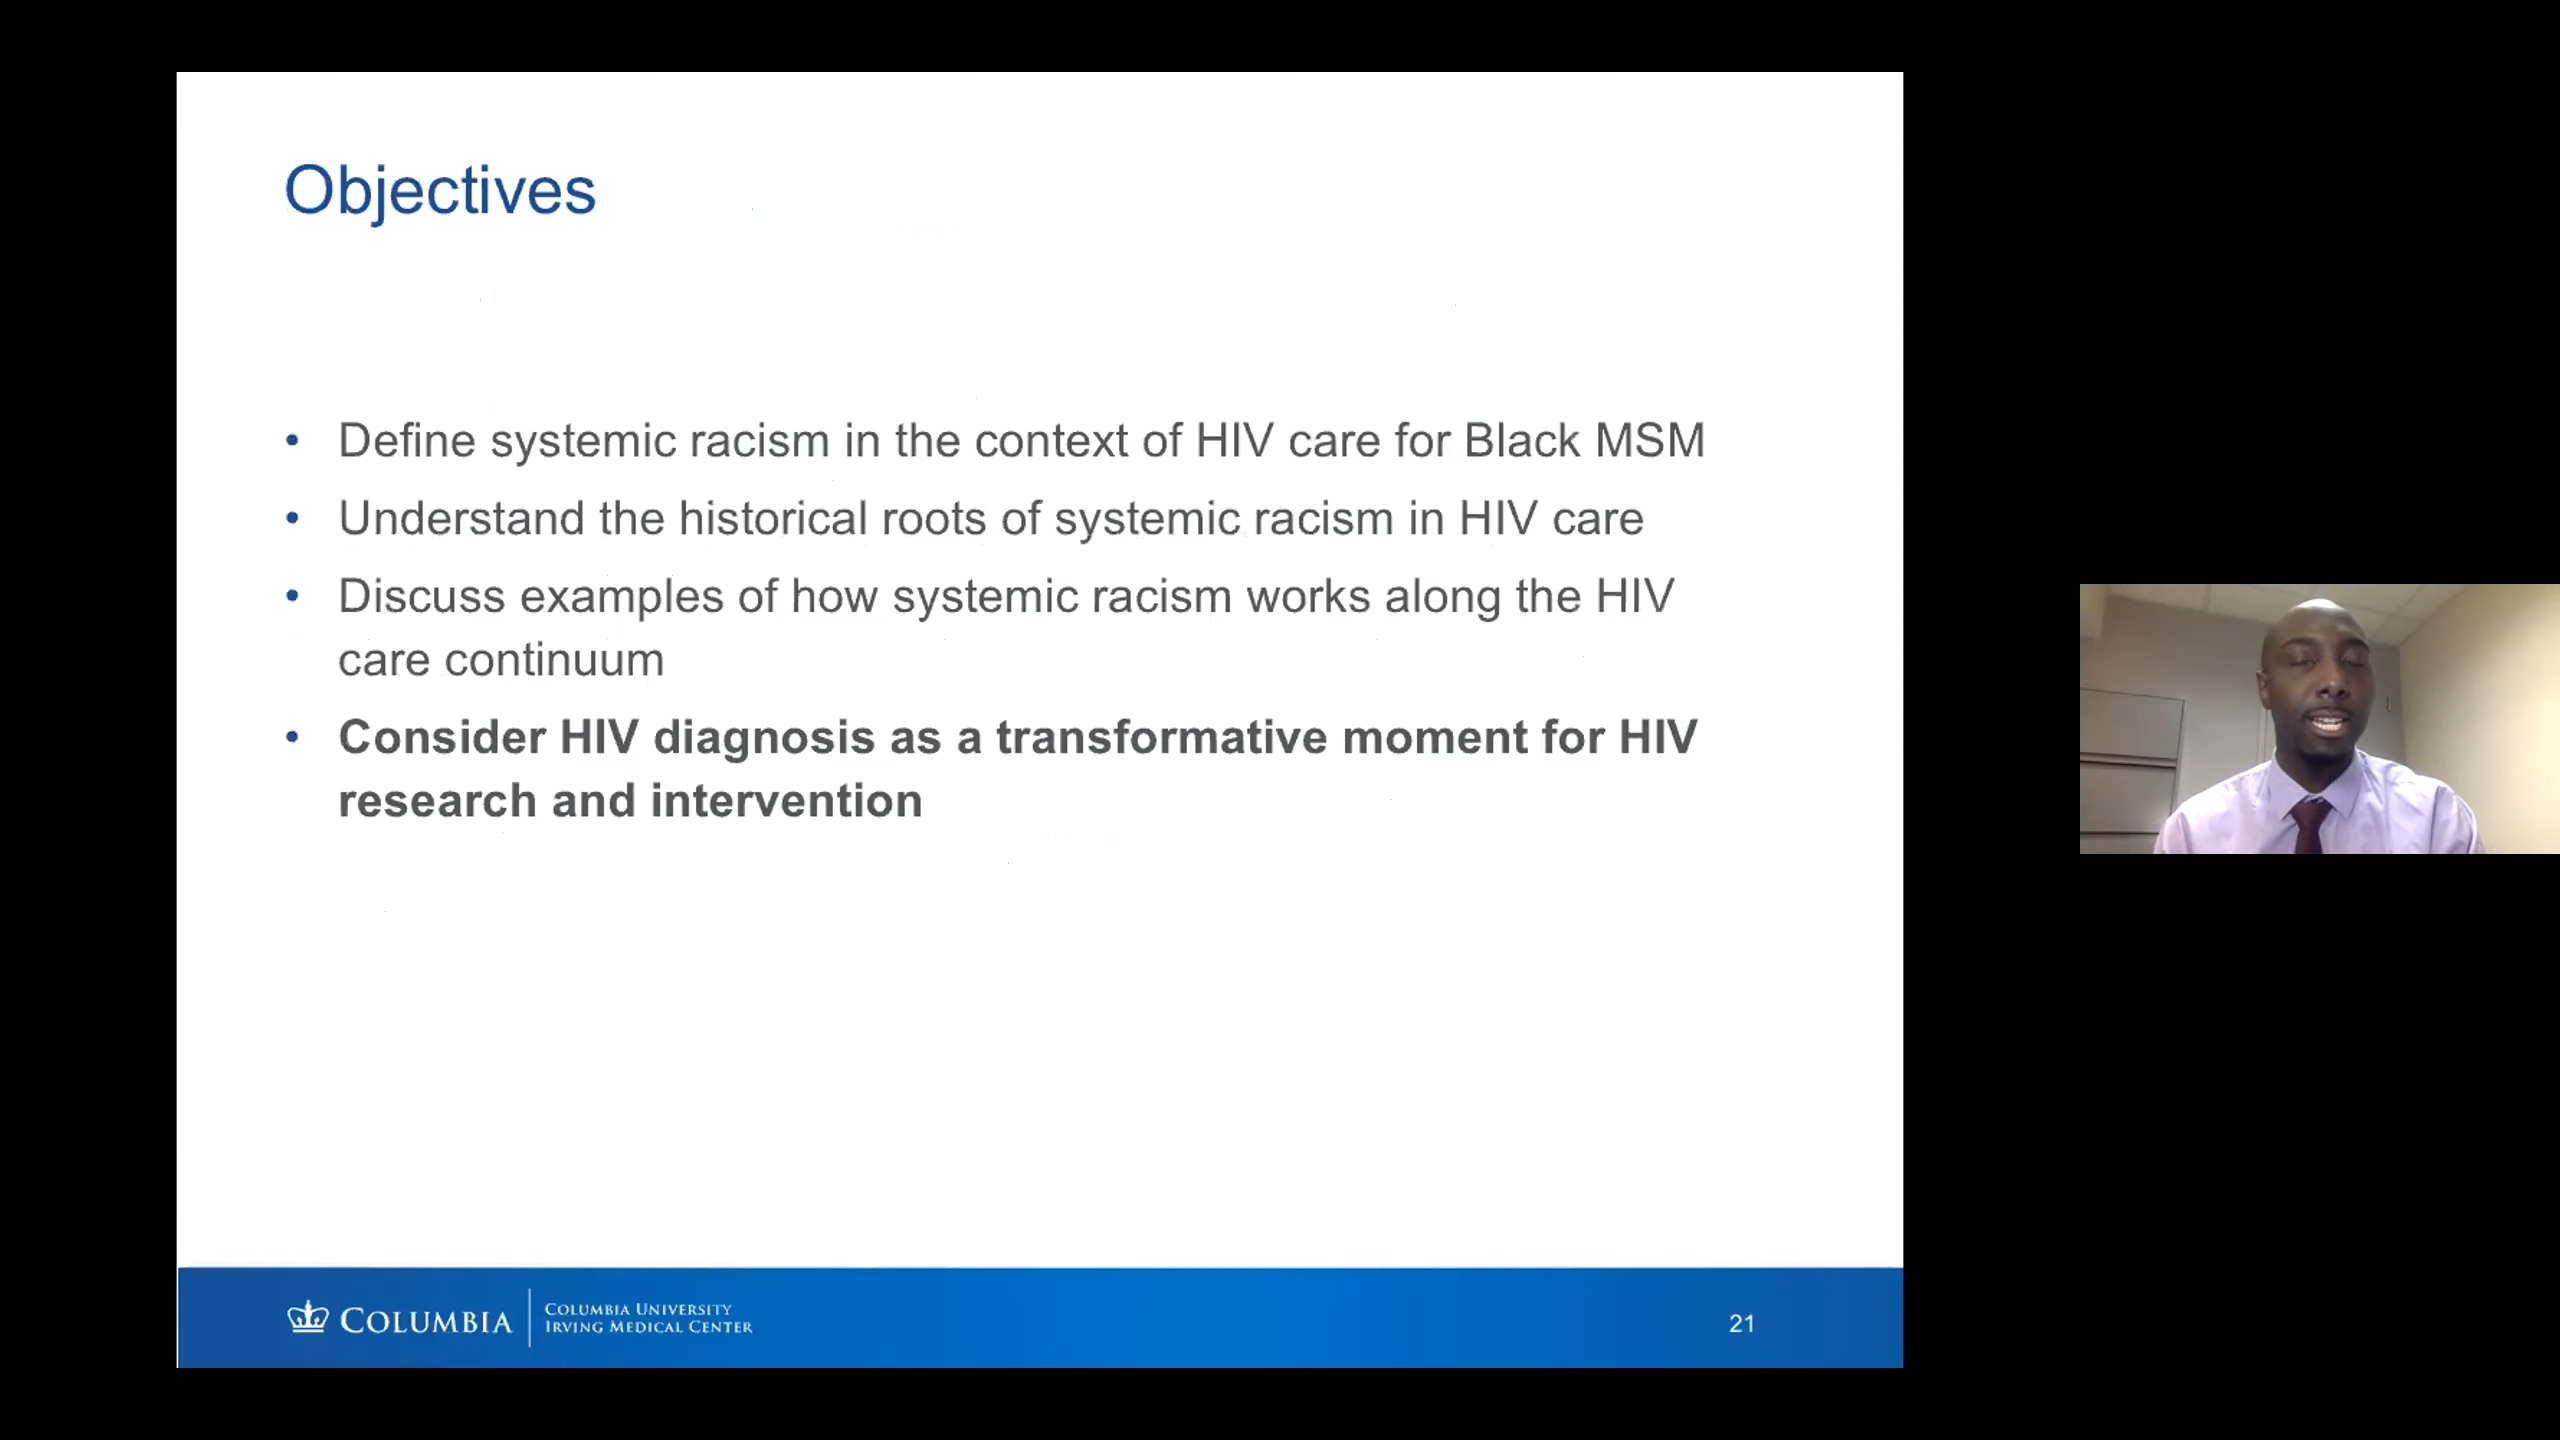 Objectives
• Define systemic racism in the context of HIV care for Black MSM
• Understand the historical roots of systemic racism in HIV care
• Discuss examples of how systemic racism works along the HIV
care continuum
• Consider HIV diagnosis as a transformative moment for HIV
research and intervention
COLUMBIA
COLUMBIA UNIVERSITY
IRVING MEDICAL CENTER
21